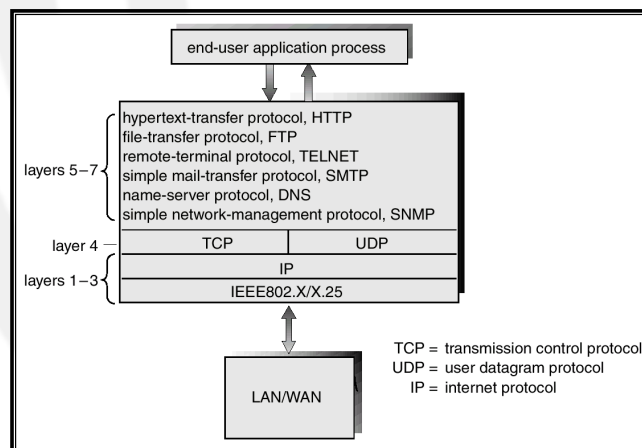 end-user application process
hypertext-transfer protocol, HTTP
file-transfer protocol, FTP
remote-terminal protocol, TELNET
simple mail-transfer protocol, SMTP
name-server protocol, DNS
simple network-management protocol, SNMP
layers 5–7
layer 4
TCP
UDP
layers 1–3
IP
IEEE802.X/X.25
LAN/WAN
TCP = transmission control protocol
UDP = user datagram protocol
IP = internet protocol